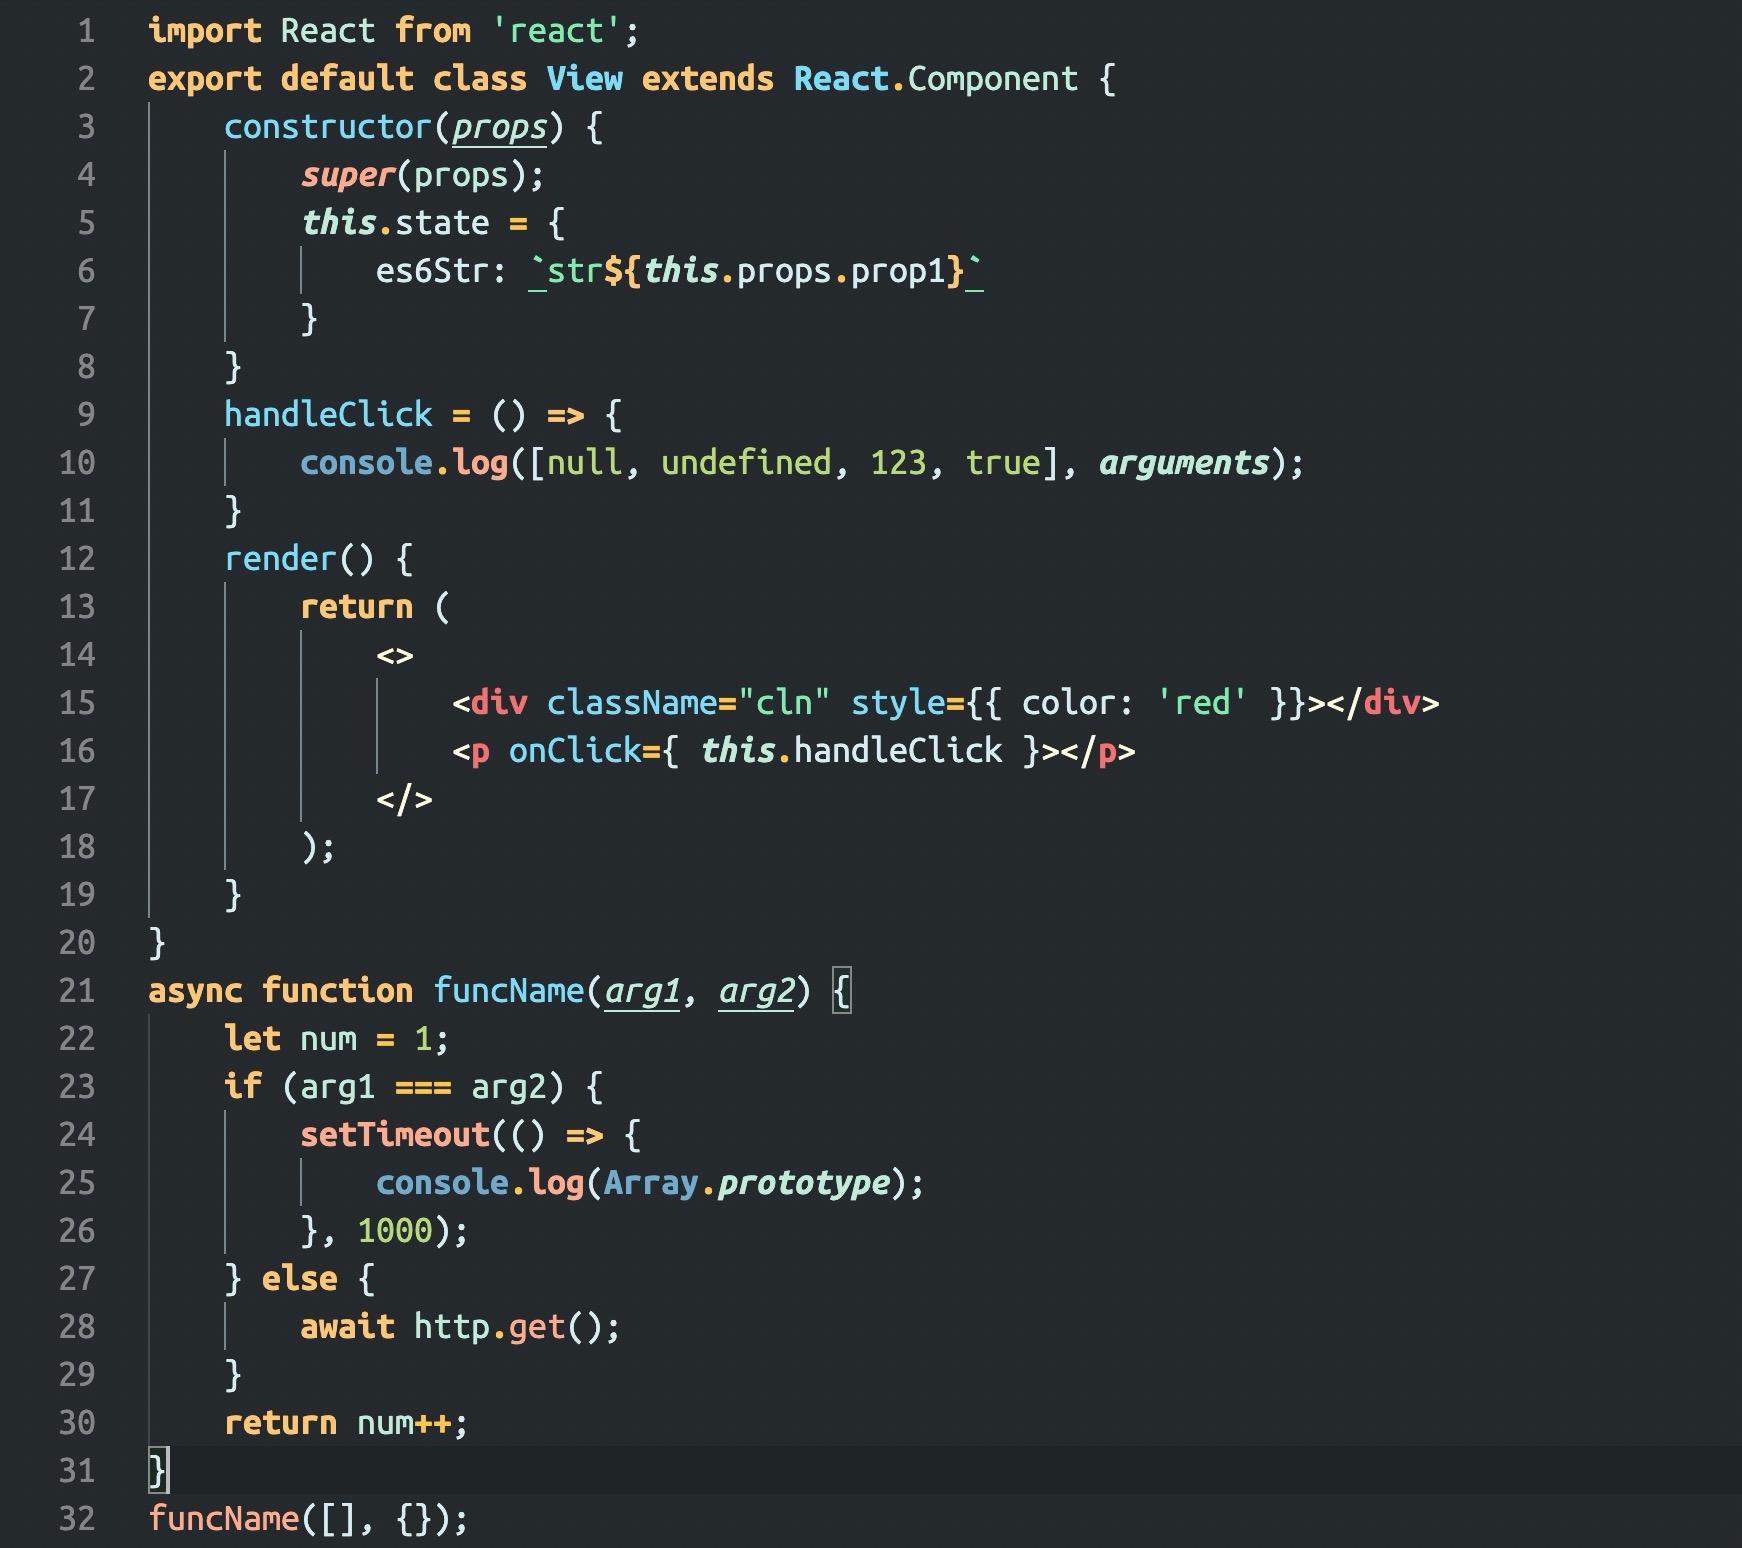 1 import React from 'react';
2 export default class View extends React.Component {
3 constructor(props) {
4 super(props);
5 this.state = {
6 es6Str: `str${this.props.prop1}`
7 }
8 }
9 handleClick = () => {
10 console.log([null, undefined, 123, true], arguments);
11 }
12 render() {
13 return (
14 <>
15 <div className="cln" style={{ color: 'red' }}></div>
16 <p onClick={ this.handleClick }></p>
17 </>
18 );
19 }
20 }
21 async function funcName(arg1, arg2) {
22 let num = 1;
23 if (arg1 === arg2) {
24 setTimeout(() => {
25 console.log(Array.prototype);
26 }, 1000);
27 } else {
28 await http.get();
29 }
30 return num++;
31 }
32 funcName([], {});